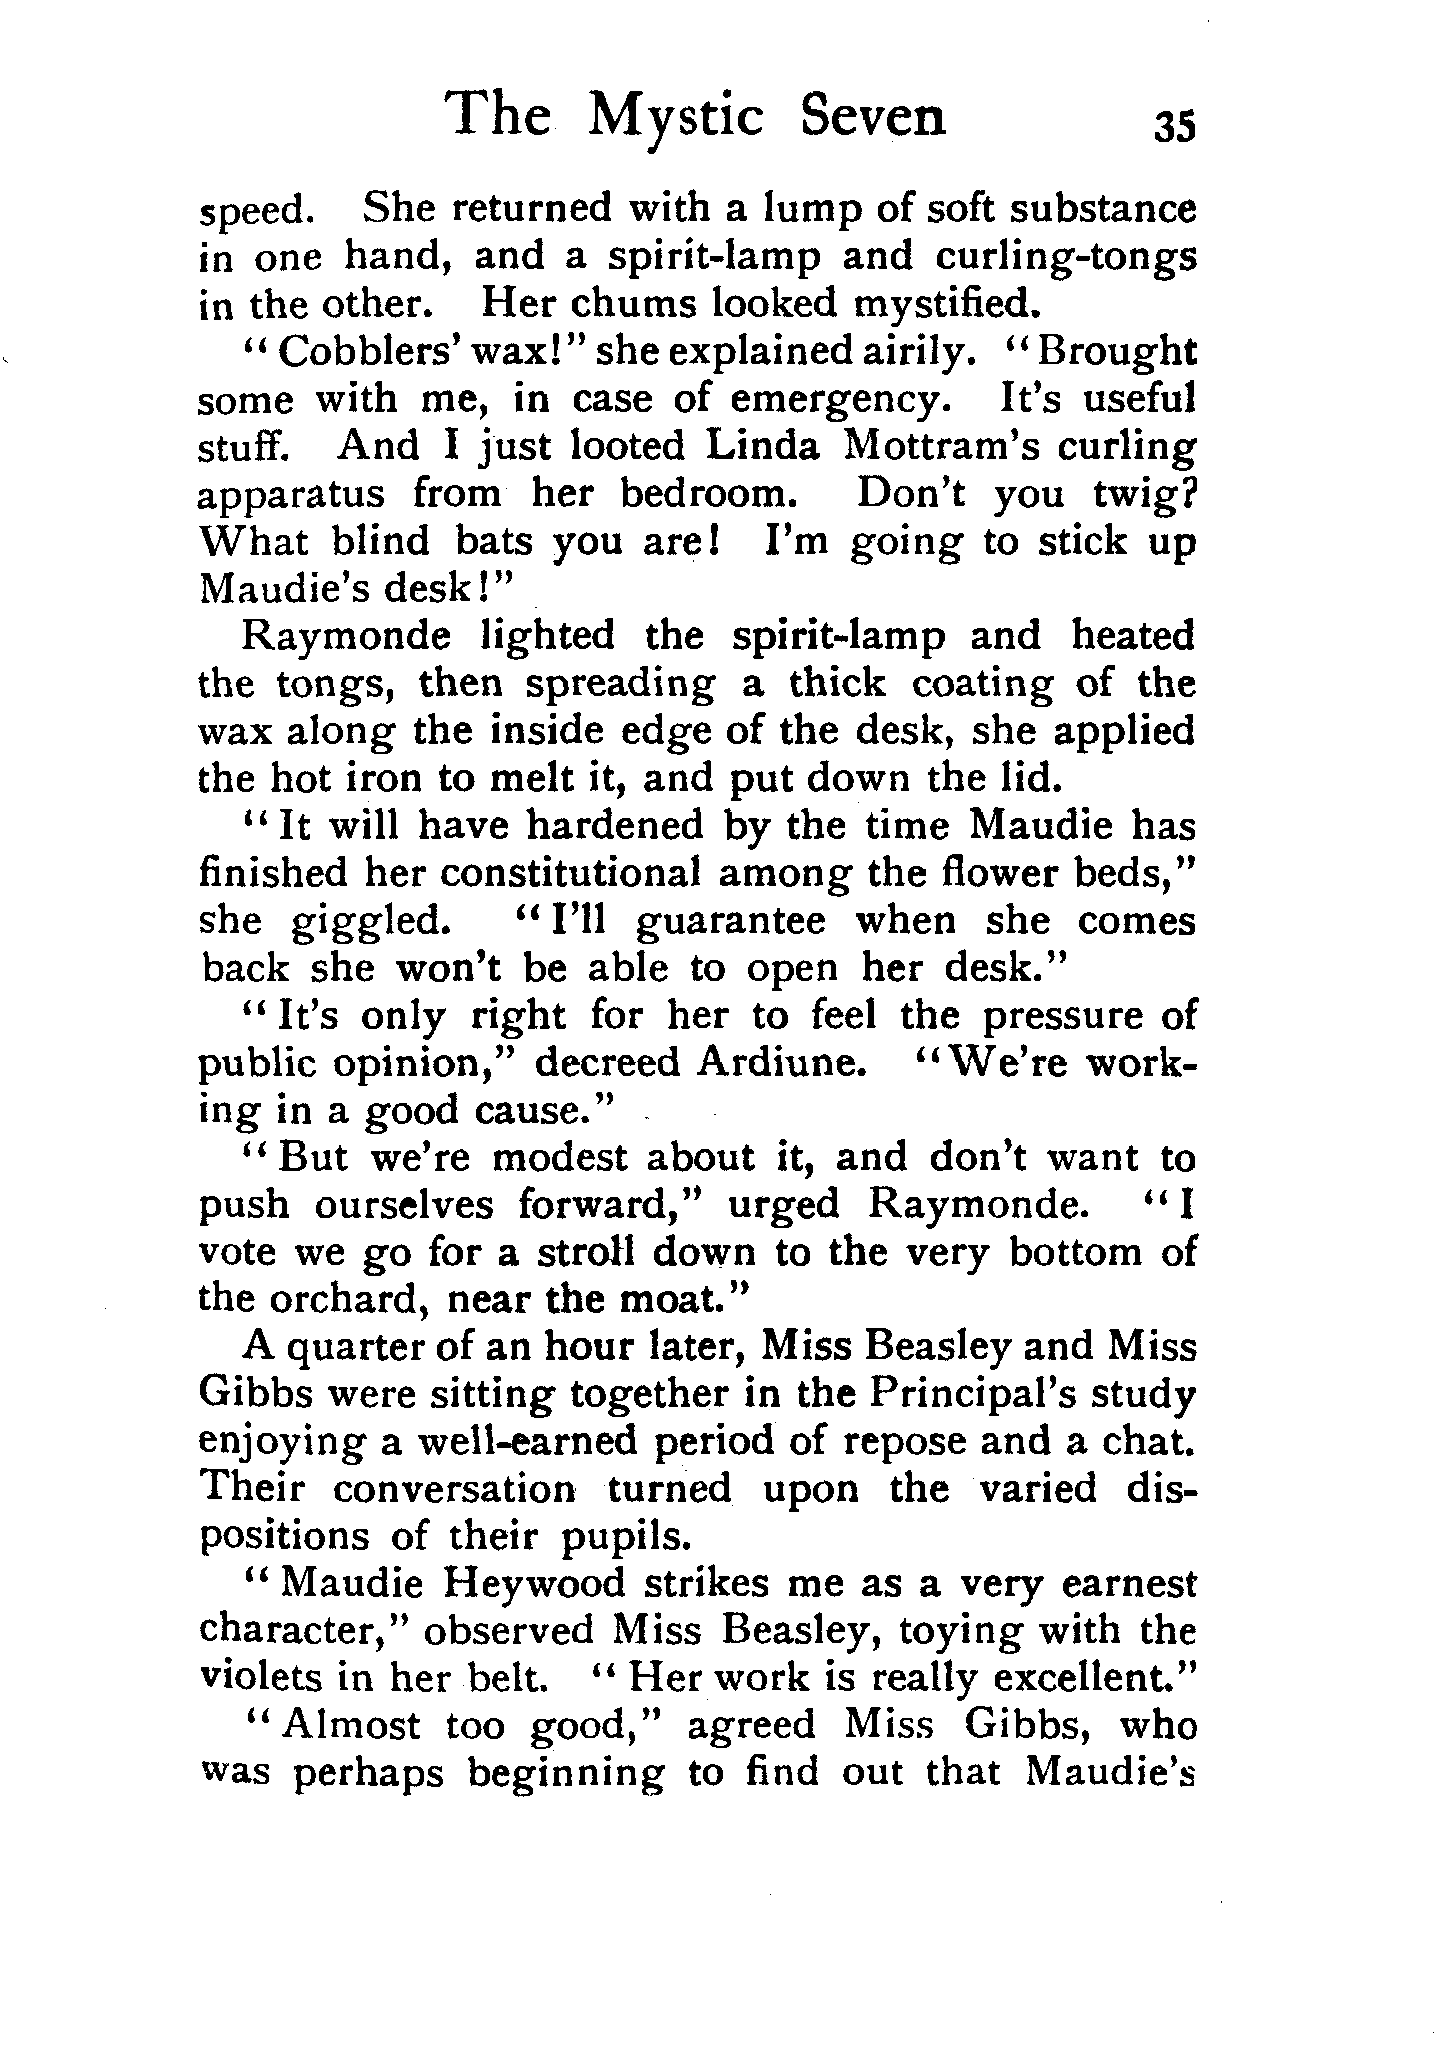 The Mystic Seven 35
speed. She returned with a lump of soft substance
in one hand, and a spirit-lamp and curling-tongs
in the other. Her chums looked mystified.
“Cobblers’ wax!” she explained airily. “Brought
some with me, in case of emergency. It’s useful
stuff. And I just looted Linda Mottram’s curling
apparatus from her bedroom. Don’t you twig?
What blind bats you are! I’m going to stick up
Maudie’s desk!”
Raymonde lighted the spirit-lamp and heated
the tongs, then spreading a thick coating of the
wax along the inside edge of the desk, she applied
the hot iron to melt it, and put down the lid.
“It will have hardened by the time Maudie has
finished her constitutional among the flower beds,”
she giggled. “I’ll guarantee when she comes
back she won’t be able to open her desk.”
“It’s only right for her to feel the pressure of
public opinion,” decreed Ardiune. “We’re work-
ing in a good cause.”
“But we’re modest about it, and don’t want to
push ourselves forward,” urged Raymonde. “I
vote we go for a stroll down to the very bottom of
the orchard, near the moat.”
A quarter of an hour later, Miss Beasley and Miss
Gibbs were sitting together in the Principal’s study
enjoying a well-earned period of repose and a chat.
Their conversation turned upon the varied dis-
positions of their pupils.
“Maudie Heywood strikes me as a very earnest
character,” observed Miss Beasley, toying with the
violets in her belt. “Her work is really excellent.”
“Almost too good,” agreed Miss Gibbs, who
was perhaps beginning to find out that Maudie’s